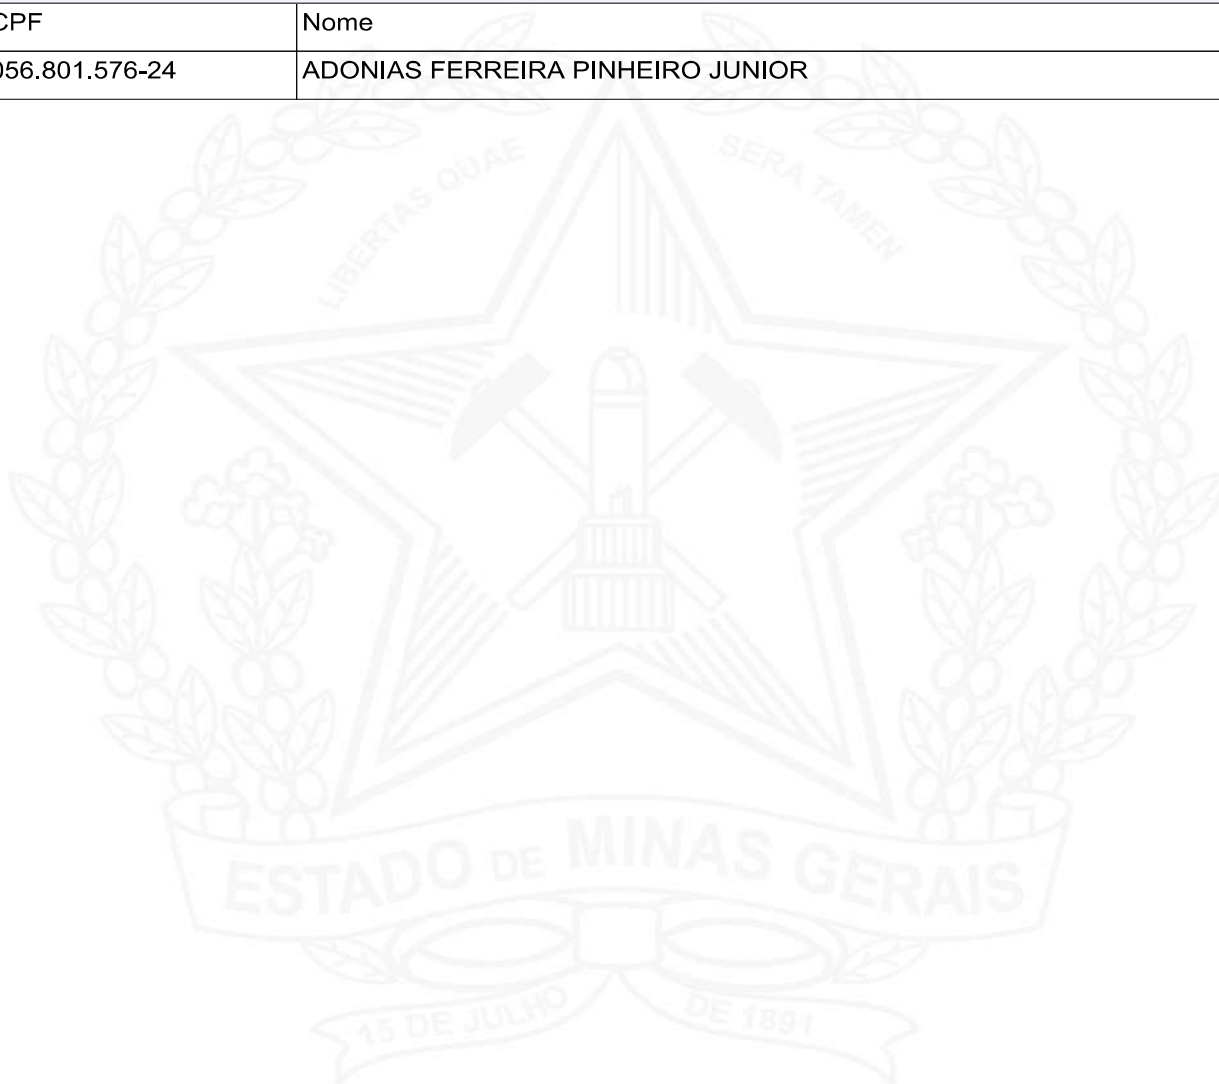 CPF Nome
056.801.576-24 ADONIAS FERREIRA PINHEIRO JUNIOR
LIBERTAS QUAE SERA TAMEN
ESTADO DE MINAS GERAIS
15 DE JULHO DE 1891